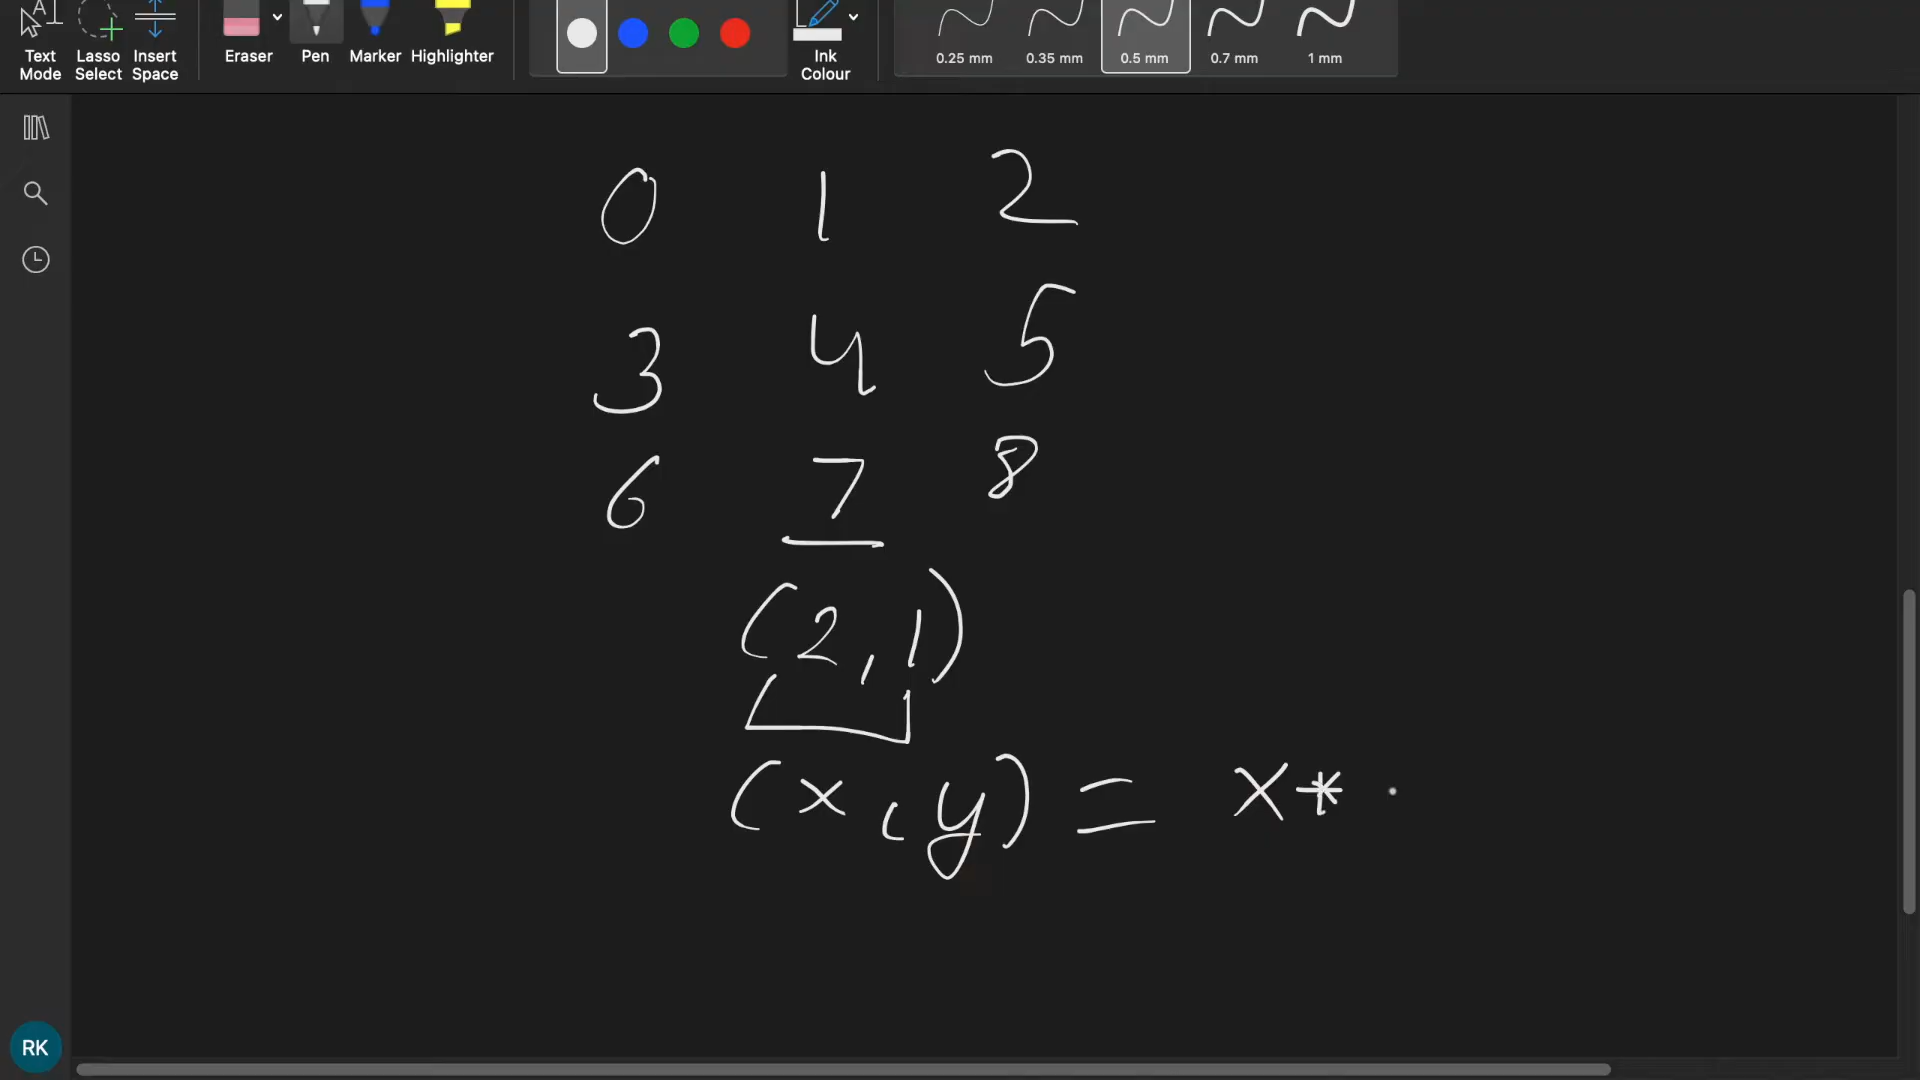 Text Mode
Lasso Select
Insert Space
Eraser
Pen
Marker
Highlighter
Ink Colour
0.25 mm
0.35 mm
0.5 mm
0.7 mm
1 mm
0 1 2
3 4 5
6 7 8
(2,1)
(x,y) = x*
RK